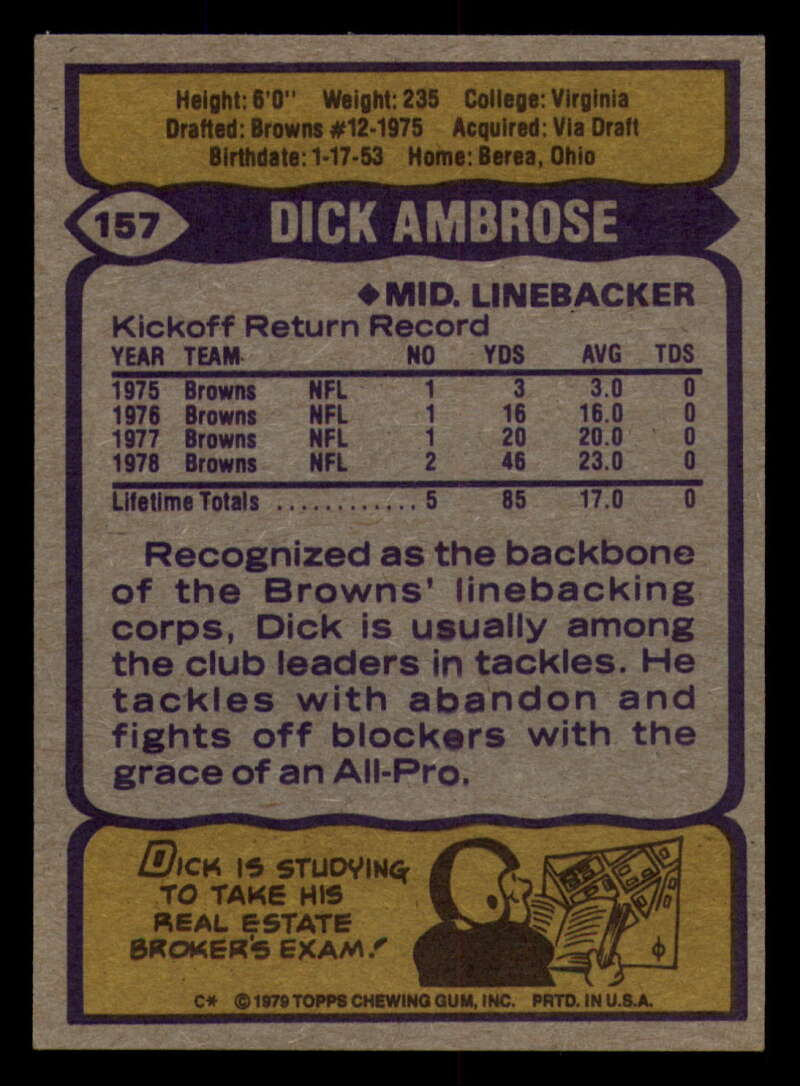 Height: 6'0" Weight: 235 College: Virginia
Drafted: Browns #12-1975 Acquired: Via Draft
Birthdate: 1-17-53 Home: Berea, Ohio
157 DICK AMBROSE
◆MID. LINEBACKER
Kickoff Return Record
YEAR TEAM NO YDS AVG TDS
1975 Browns NFL 1 3 3.0 0
1976 Browns NFL 1 16 16.0 0
1977 Browns NFL 1 20 20.0 0
1978 Browns NFL 2 46 23.0 0
Lifetime Totals ............ 5 85 17.0 0
Recognized as the backbone
of the Browns' linebacking
corps, Dick is usually among
the club leaders in tackles. He
tackles with abandon and
fights off blockers with the
grace of an All-Pro.
DICK IS STUDYING
TO TAKE HIS
REAL ESTATE
BROKER'S EXAM!
C* © 1979 TOPPS CHEWING GUM, INC. PRTD. IN U.S.A.